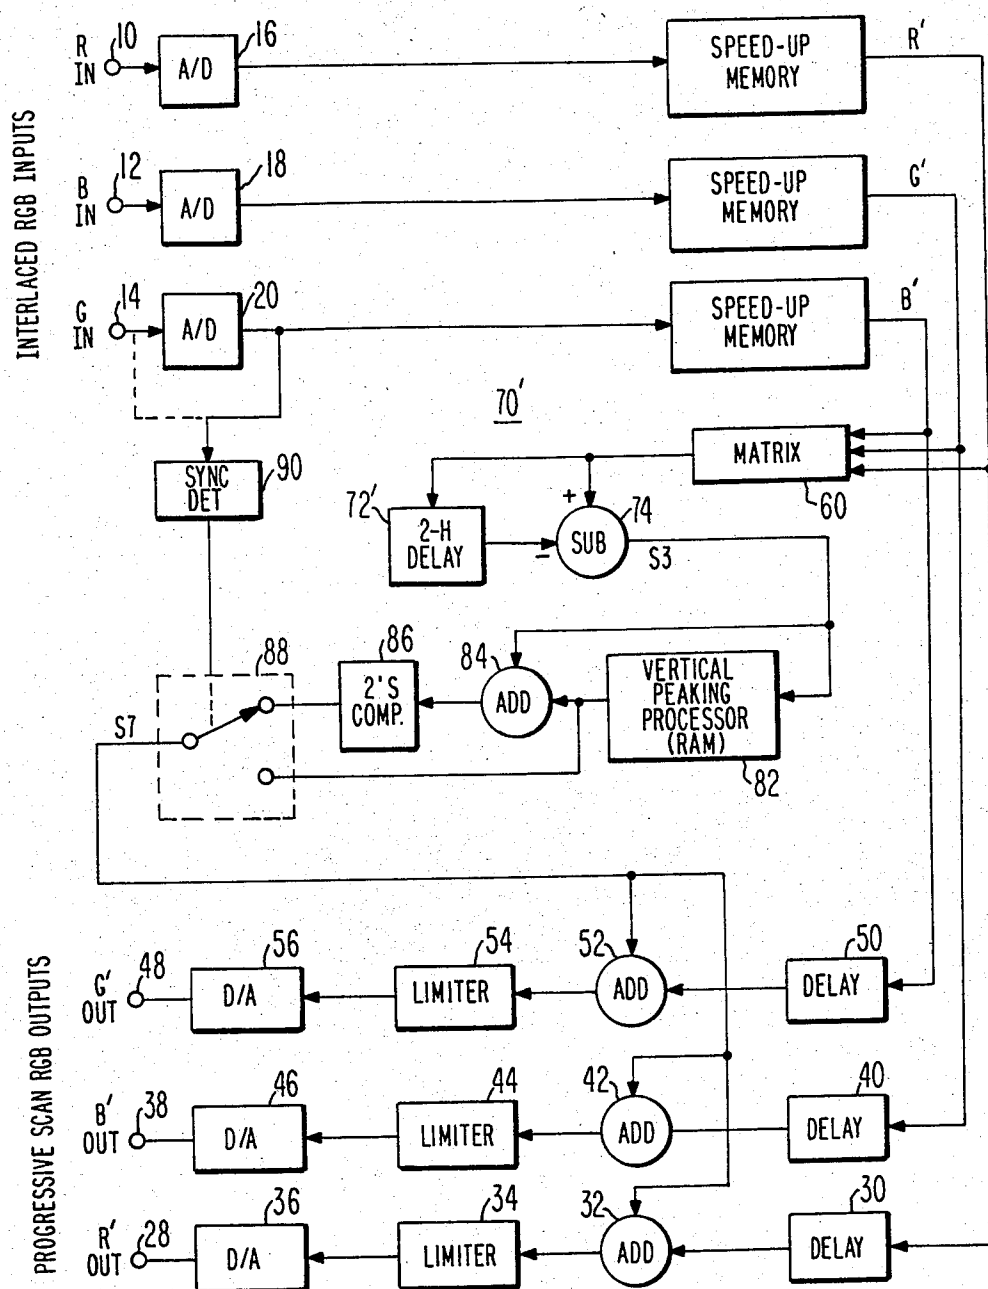 INTERLACED RGB INPUTS
R IN
10
A/D
16
SPEED-UP MEMORY
R'
B IN
12
A/D
18
SPEED-UP MEMORY
G'
G IN
14
A/D
20
SPEED-UP MEMORY
B'
70'
SYNC DET
90
MATRIX
60
72'
2-H DELAY
+
−
SUB
74
S3
88
86
2'S COMP.
84
ADD
VERTICAL PEAKING PROCESSOR (RAM)
82
S7
PROGRESSIVE SCAN RGB OUTPUTS
G' OUT
48
56
D/A
54
LIMITER
52
ADD
50
DELAY
B' OUT
38
46
D/A
44
LIMITER
42
ADD
40
DELAY
R' OUT
28
36
D/A
34
LIMITER
32
ADD
30
DELAY